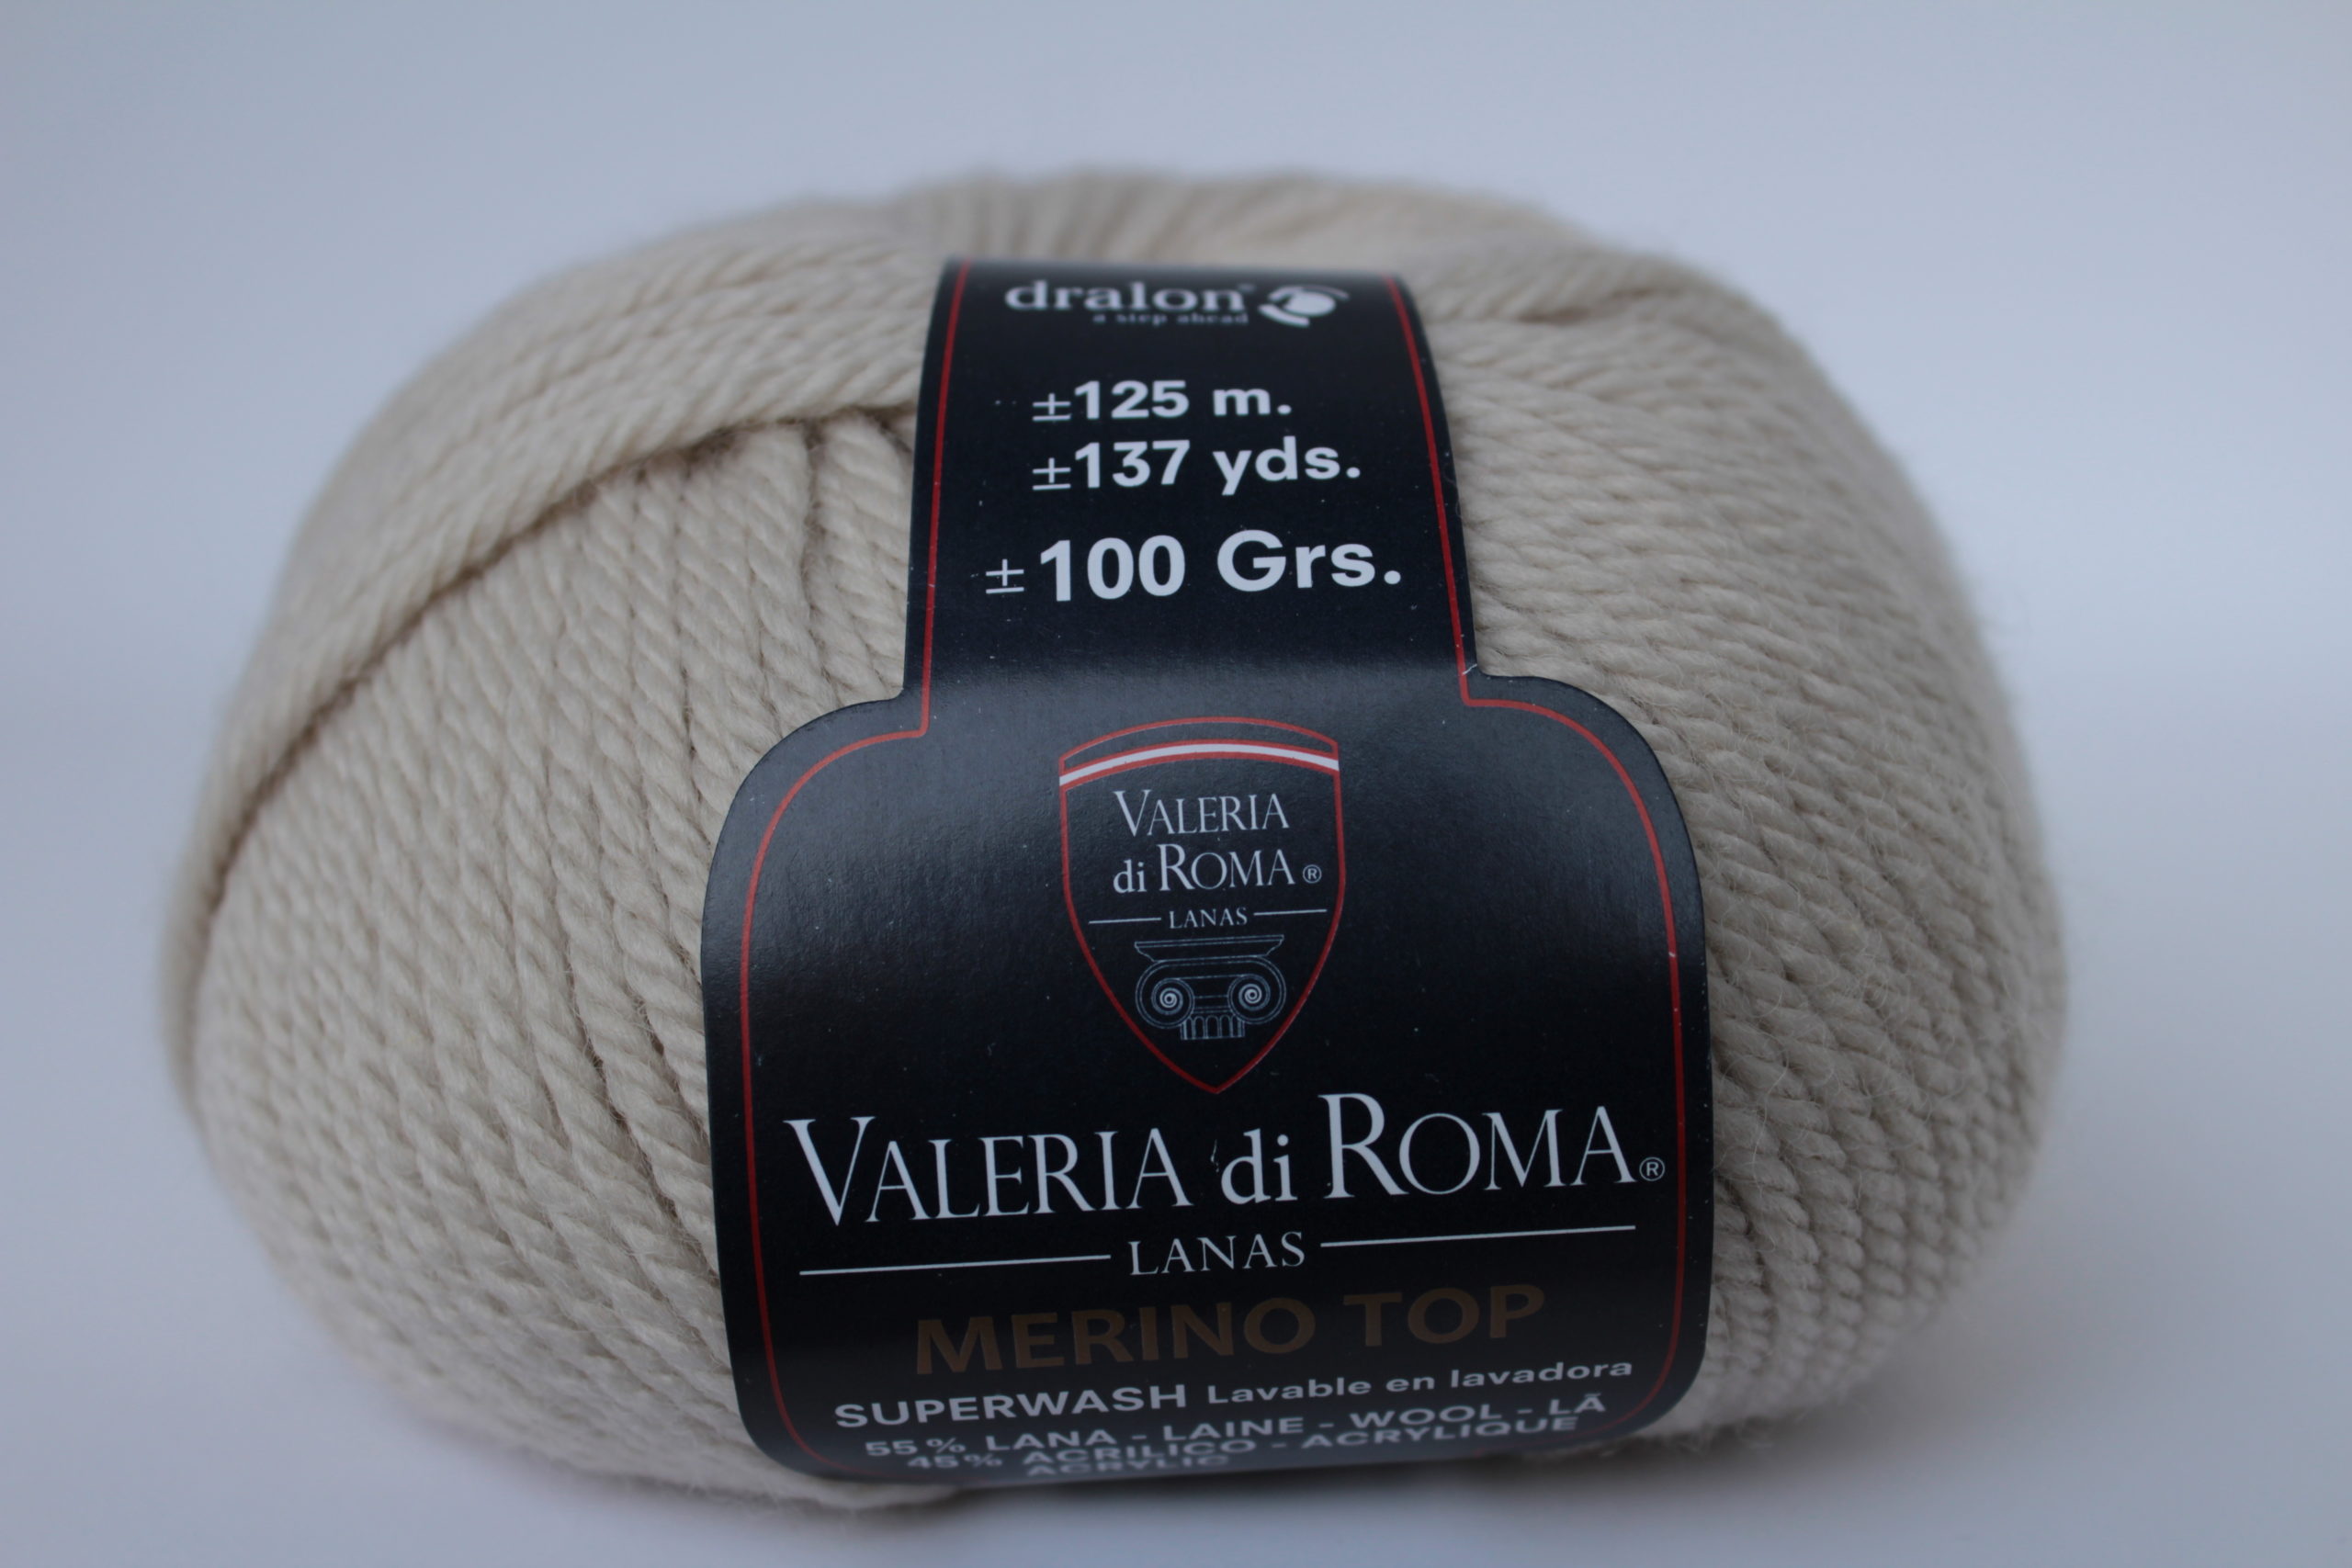 dralon
a step ahead
±125 m.
±137 yds.
±100 Grs.
VALERIA
di ROMA®
LANAS
VALERIA di ROMA®
LANAS
MERINO TOP
SUPERWASH Lavable en lavadora
55% LANA - LAINE - WOOL - LÃ
45% ACRILICO - ACRYLIQUE
ACRYLIC